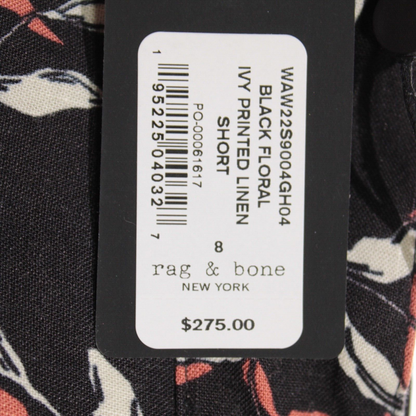 WAW22S9004GH04
BLACK FLORAL
IVY PRINTED LINEN
SHORT
PO-00061617
1 95225 04032 7
8
rag & bone
NEW YORK
$275.00